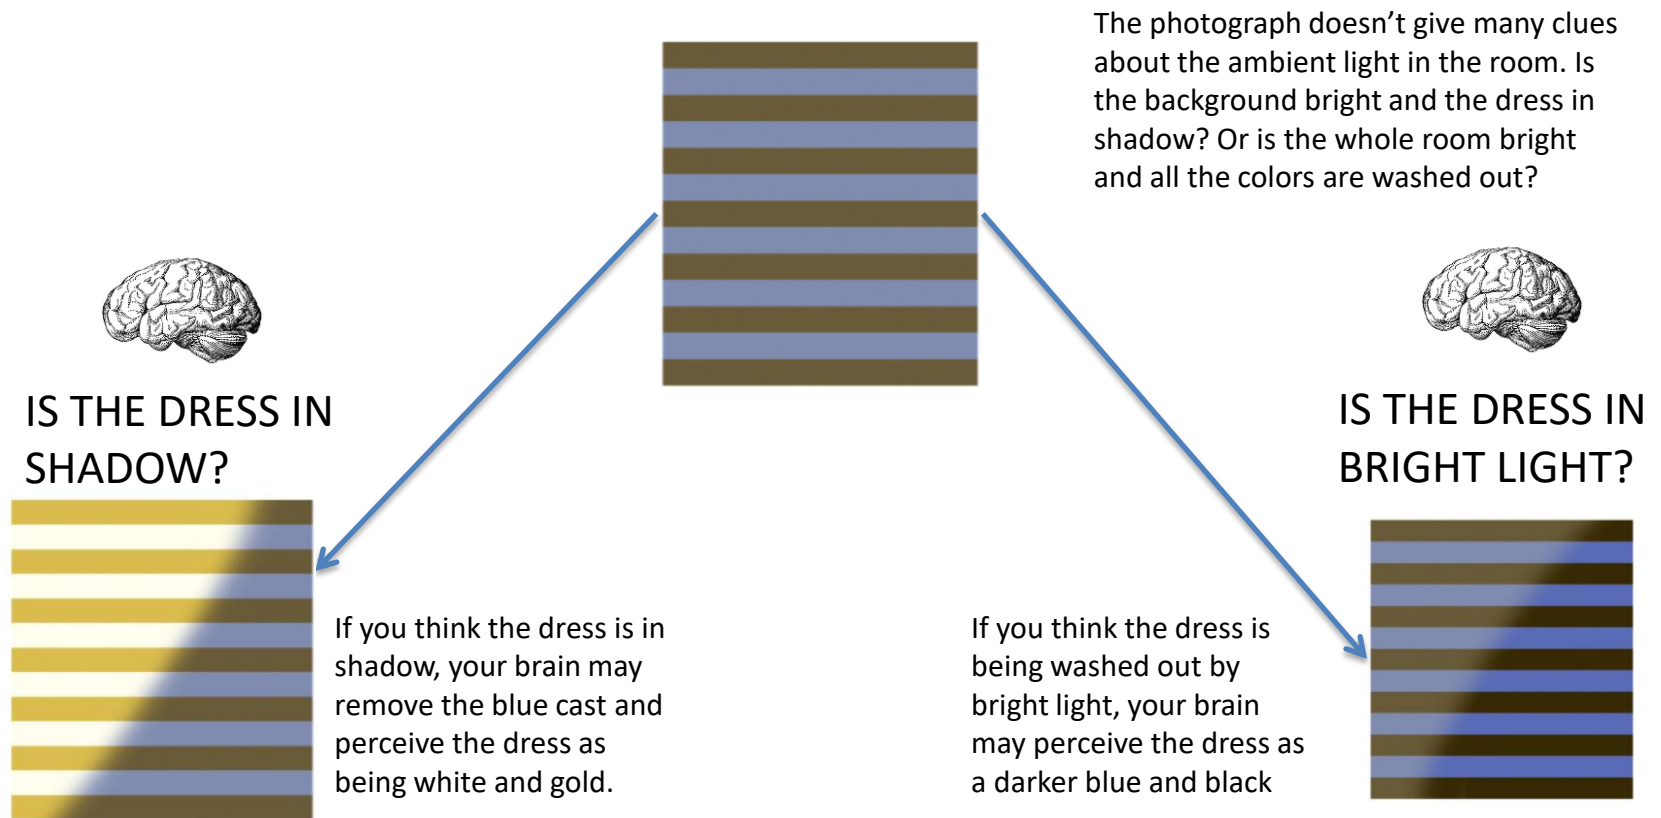 The photograph doesn’t give many clues
about the ambient light in the room. Is
the background bright and the dress in
shadow? Or is the whole room bright
and all the colors are washed out?
IS THE DRESS IN
SHADOW?
IS THE DRESS IN
BRIGHT LIGHT?
If you think the dress is in
shadow, your brain may
remove the blue cast and
perceive the dress as
being white and gold.
If you think the dress is
being washed out by
bright light, your brain
may perceive the dress as
a darker blue and black